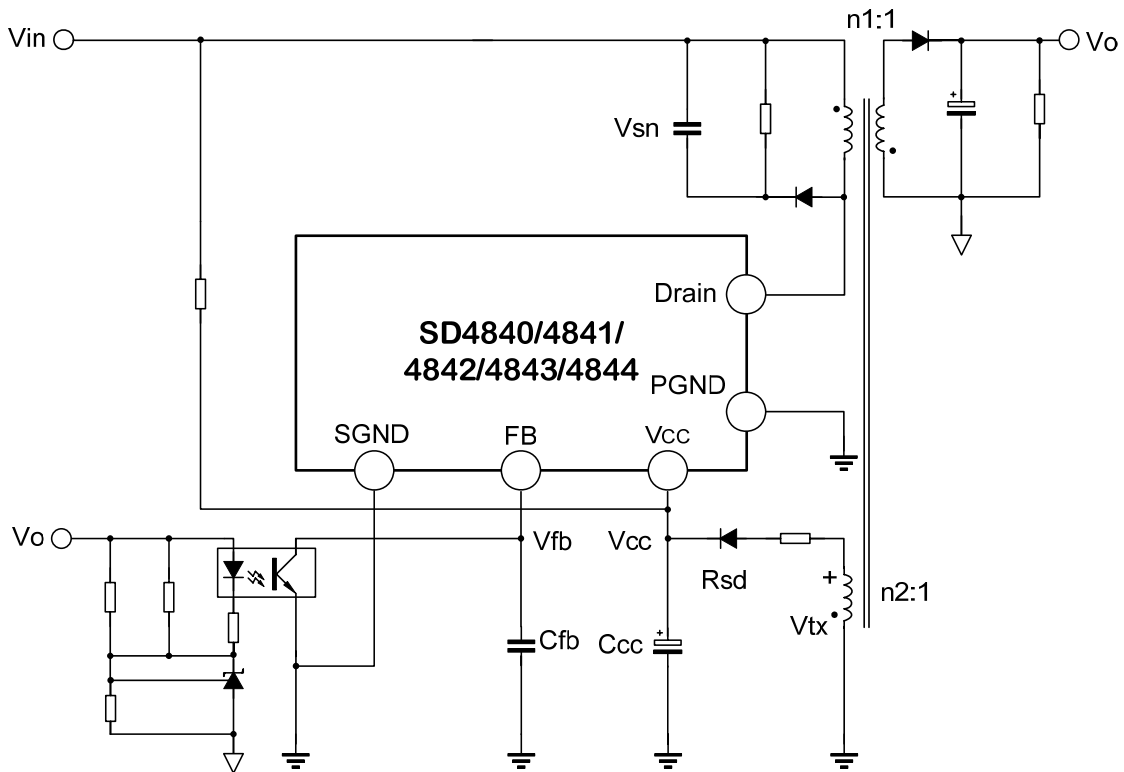 n1:1
Vin
Vo
Vsn
Drain
SD4840/4841/
4842/4843/4844
PGND
SGND
FB
Vcc
Vo
Vfb
Vcc
Rsd
+
n2:1
Vtx
Cfb
Ccc
+
+